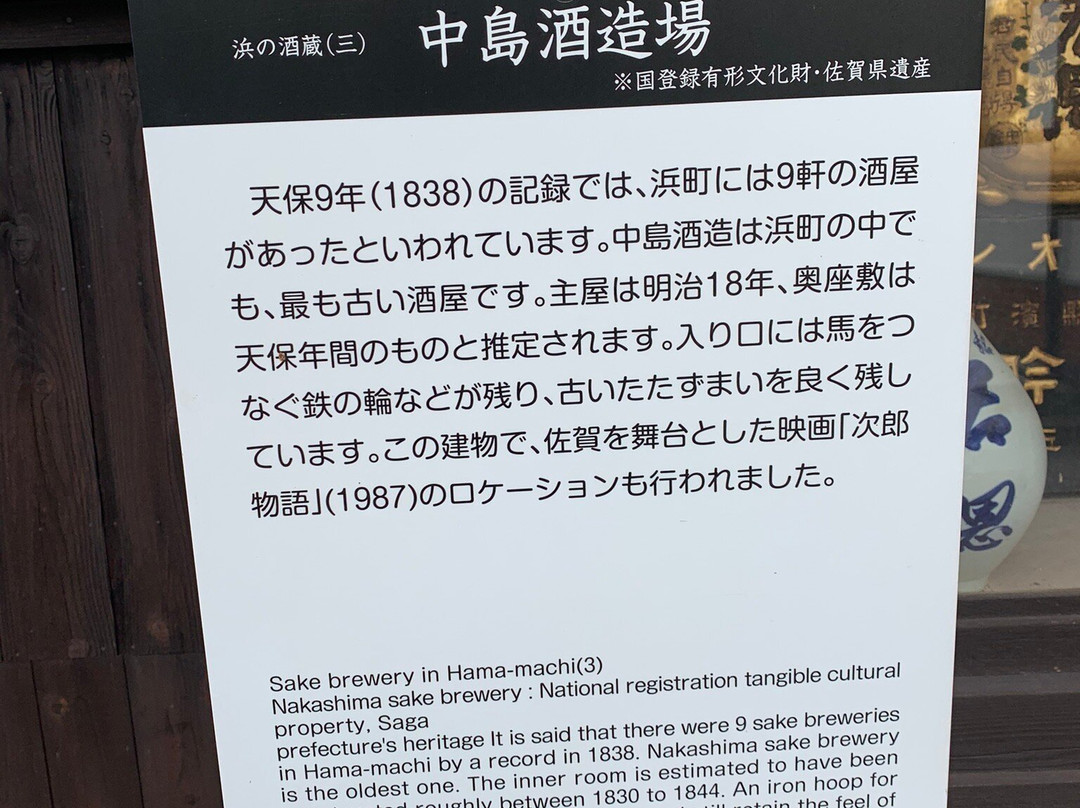 浜の酒蔵(三)
中島酒造場
※国登録有形文化財・佐賀県遺産
天保9年(1838)の記録では、浜町には9軒の酒屋
があったといわれています。中島酒造は浜町の中で
も、最も古い酒屋です。主屋は明治18年、奥座敷は
天保年間のものと推定されます。入り口には馬をつ
なぐ鉄の輪などが残り、古いたたずまいを良く残し
ています。この建物で、佐賀を舞台とした映画「次郎
物語」(1987)のロケーションも行われました。
Sake brewery in Hama-machi(3)
Nakashima sake brewery : National registration tangible cultural
property, Saga
prefecture's heritage It is said that there were 9 sake breweries
in Hama-machi by a record in 1838. Nakashima sake brewery
is the oldest one. The inner room is estimated to have been
roughly between 1830 to 1844. An iron hoop for
still retain the feel of